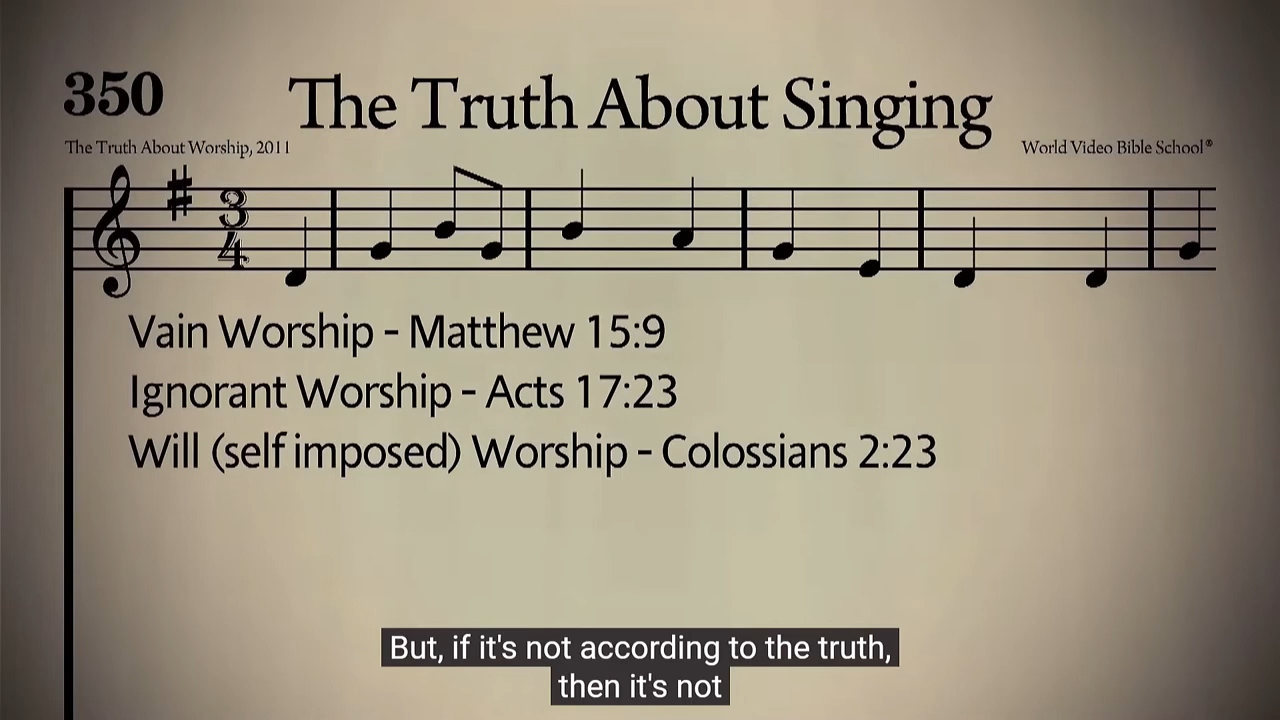 350
The Truth About Singing
The Truth About Worship, 2011
World Video Bible School®
3
4
Vain Worship - Matthew 15:9
Ignorant Worship - Acts 17:23
Will (self imposed) Worship - Colossians 2:23
But, if it's not according to the truth,
then it's not